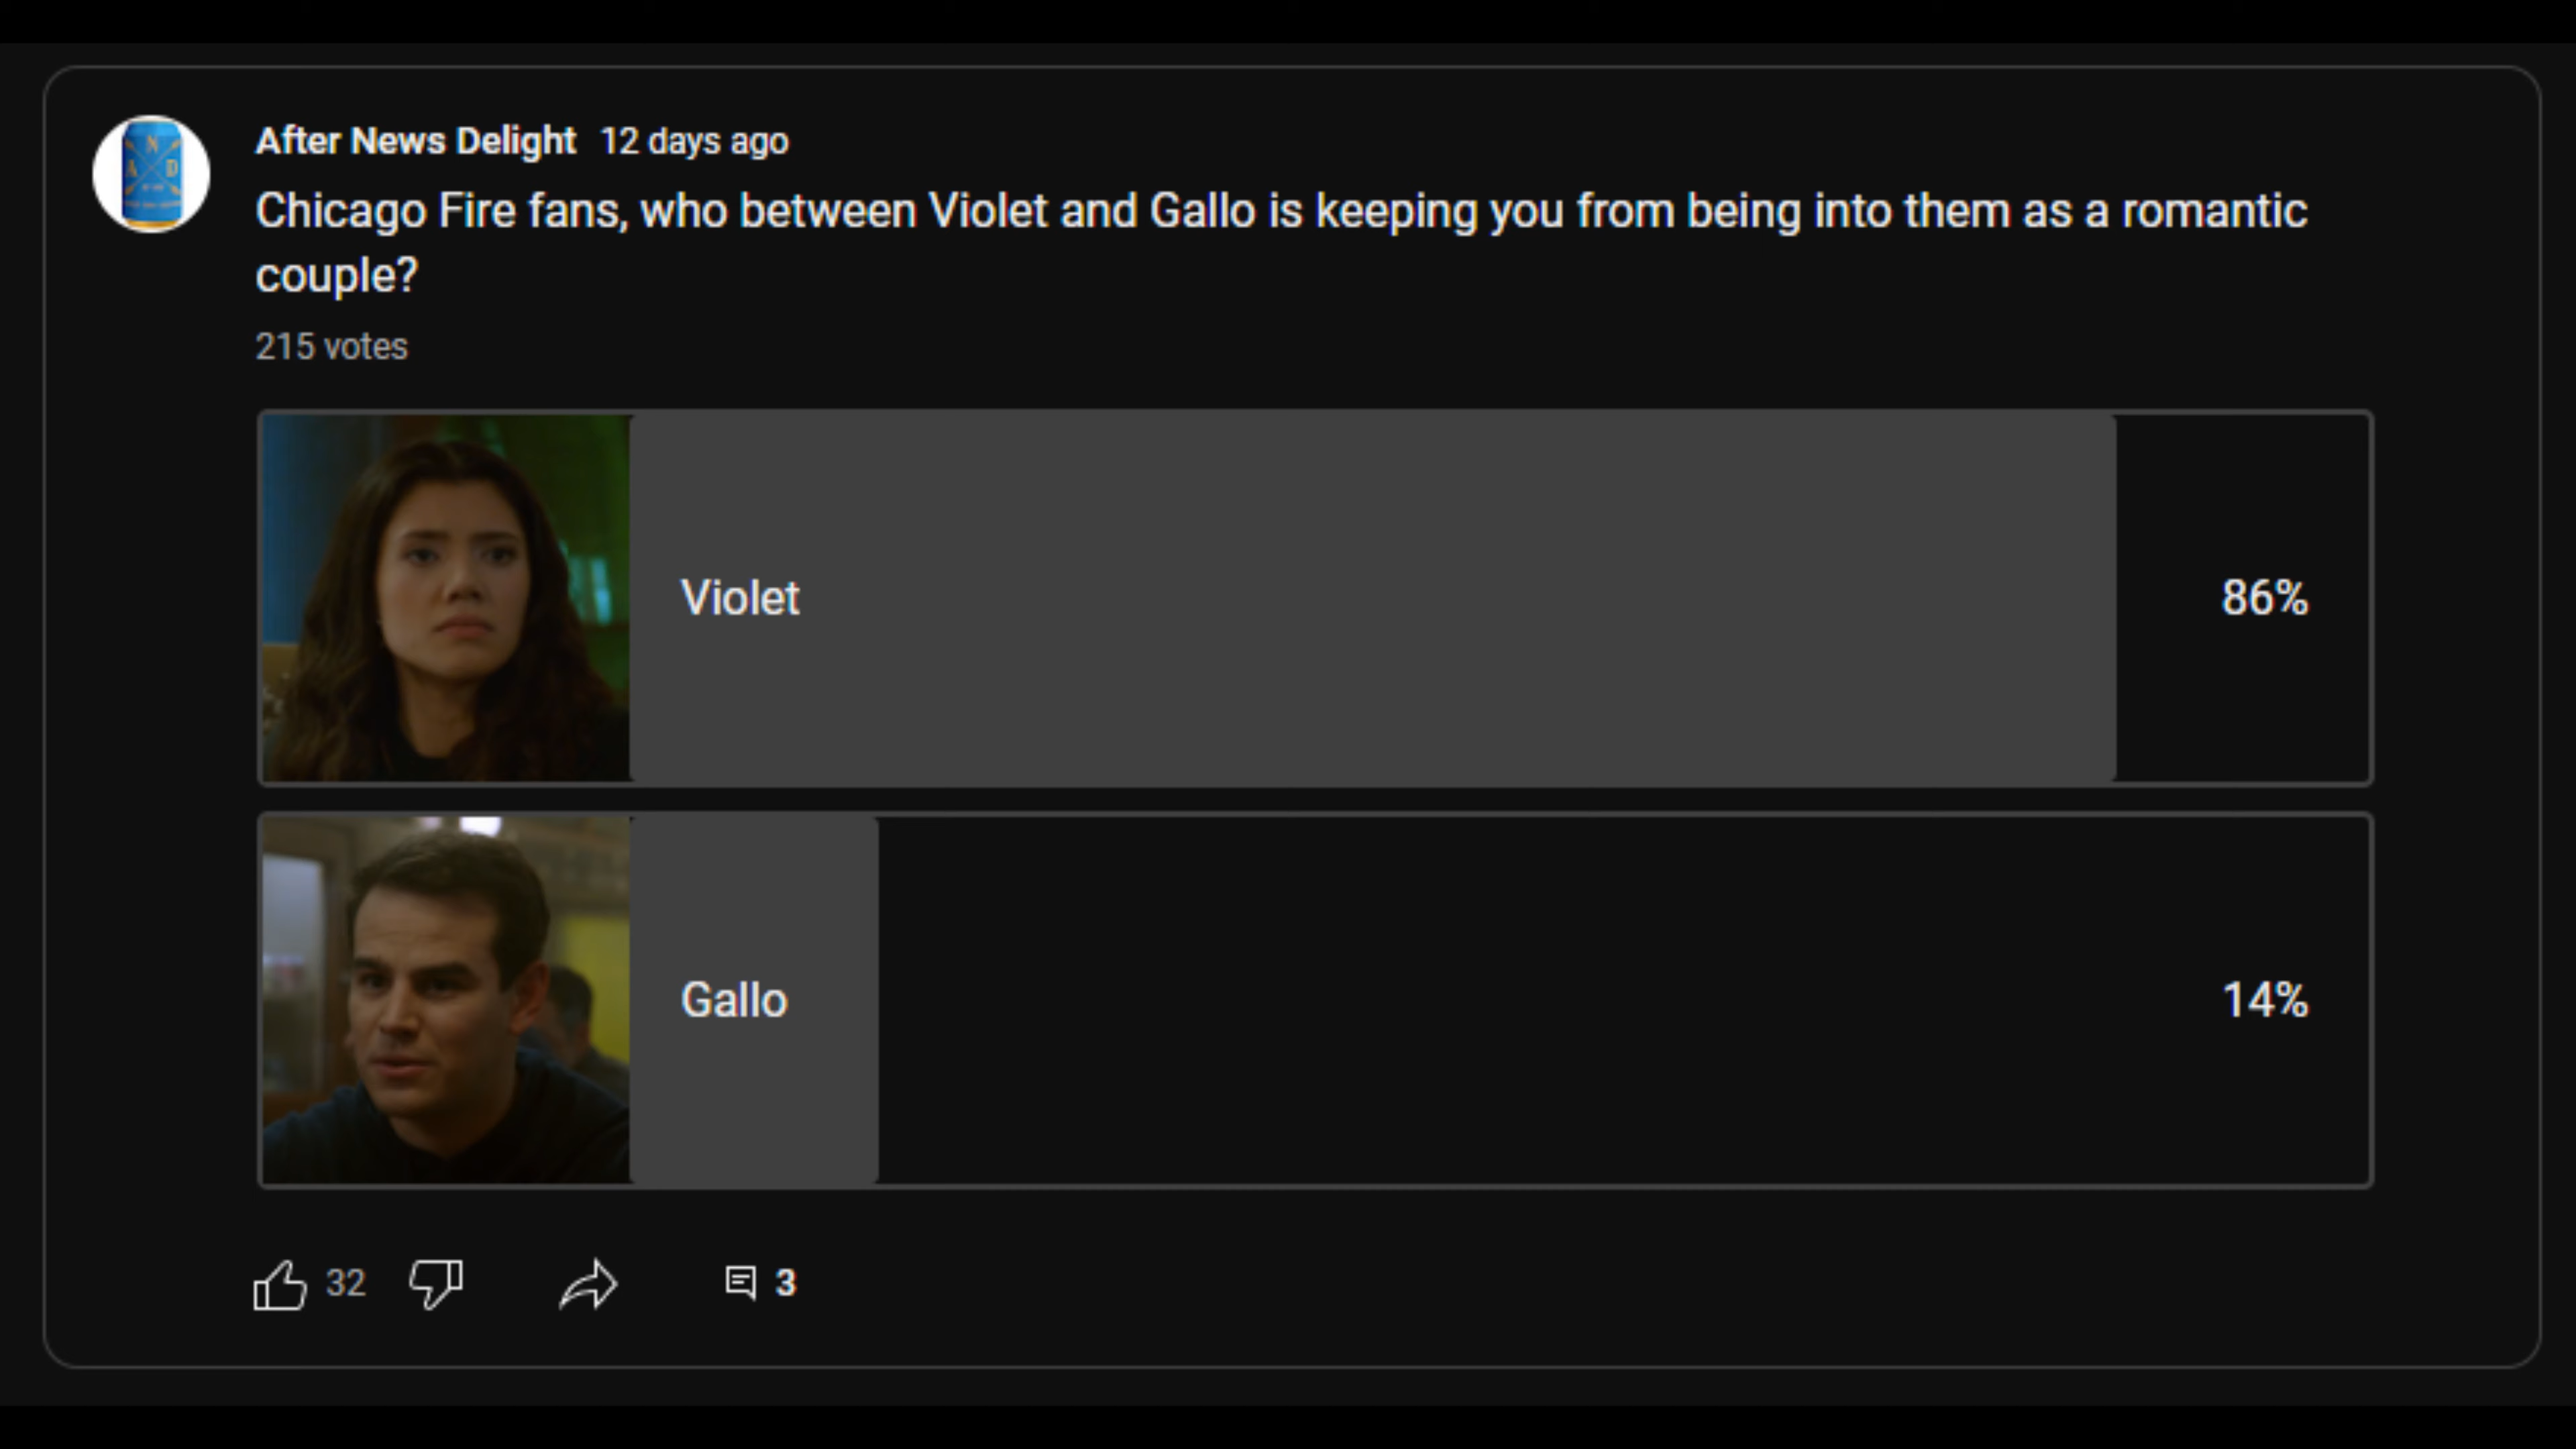 After News Delight 12 days ago
Chicago Fire fans, who between Violet and Gallo is keeping you from being into them as a romantic
couple?
215 votes
N
A D
Violet
86%
Gallo
14%
32
3